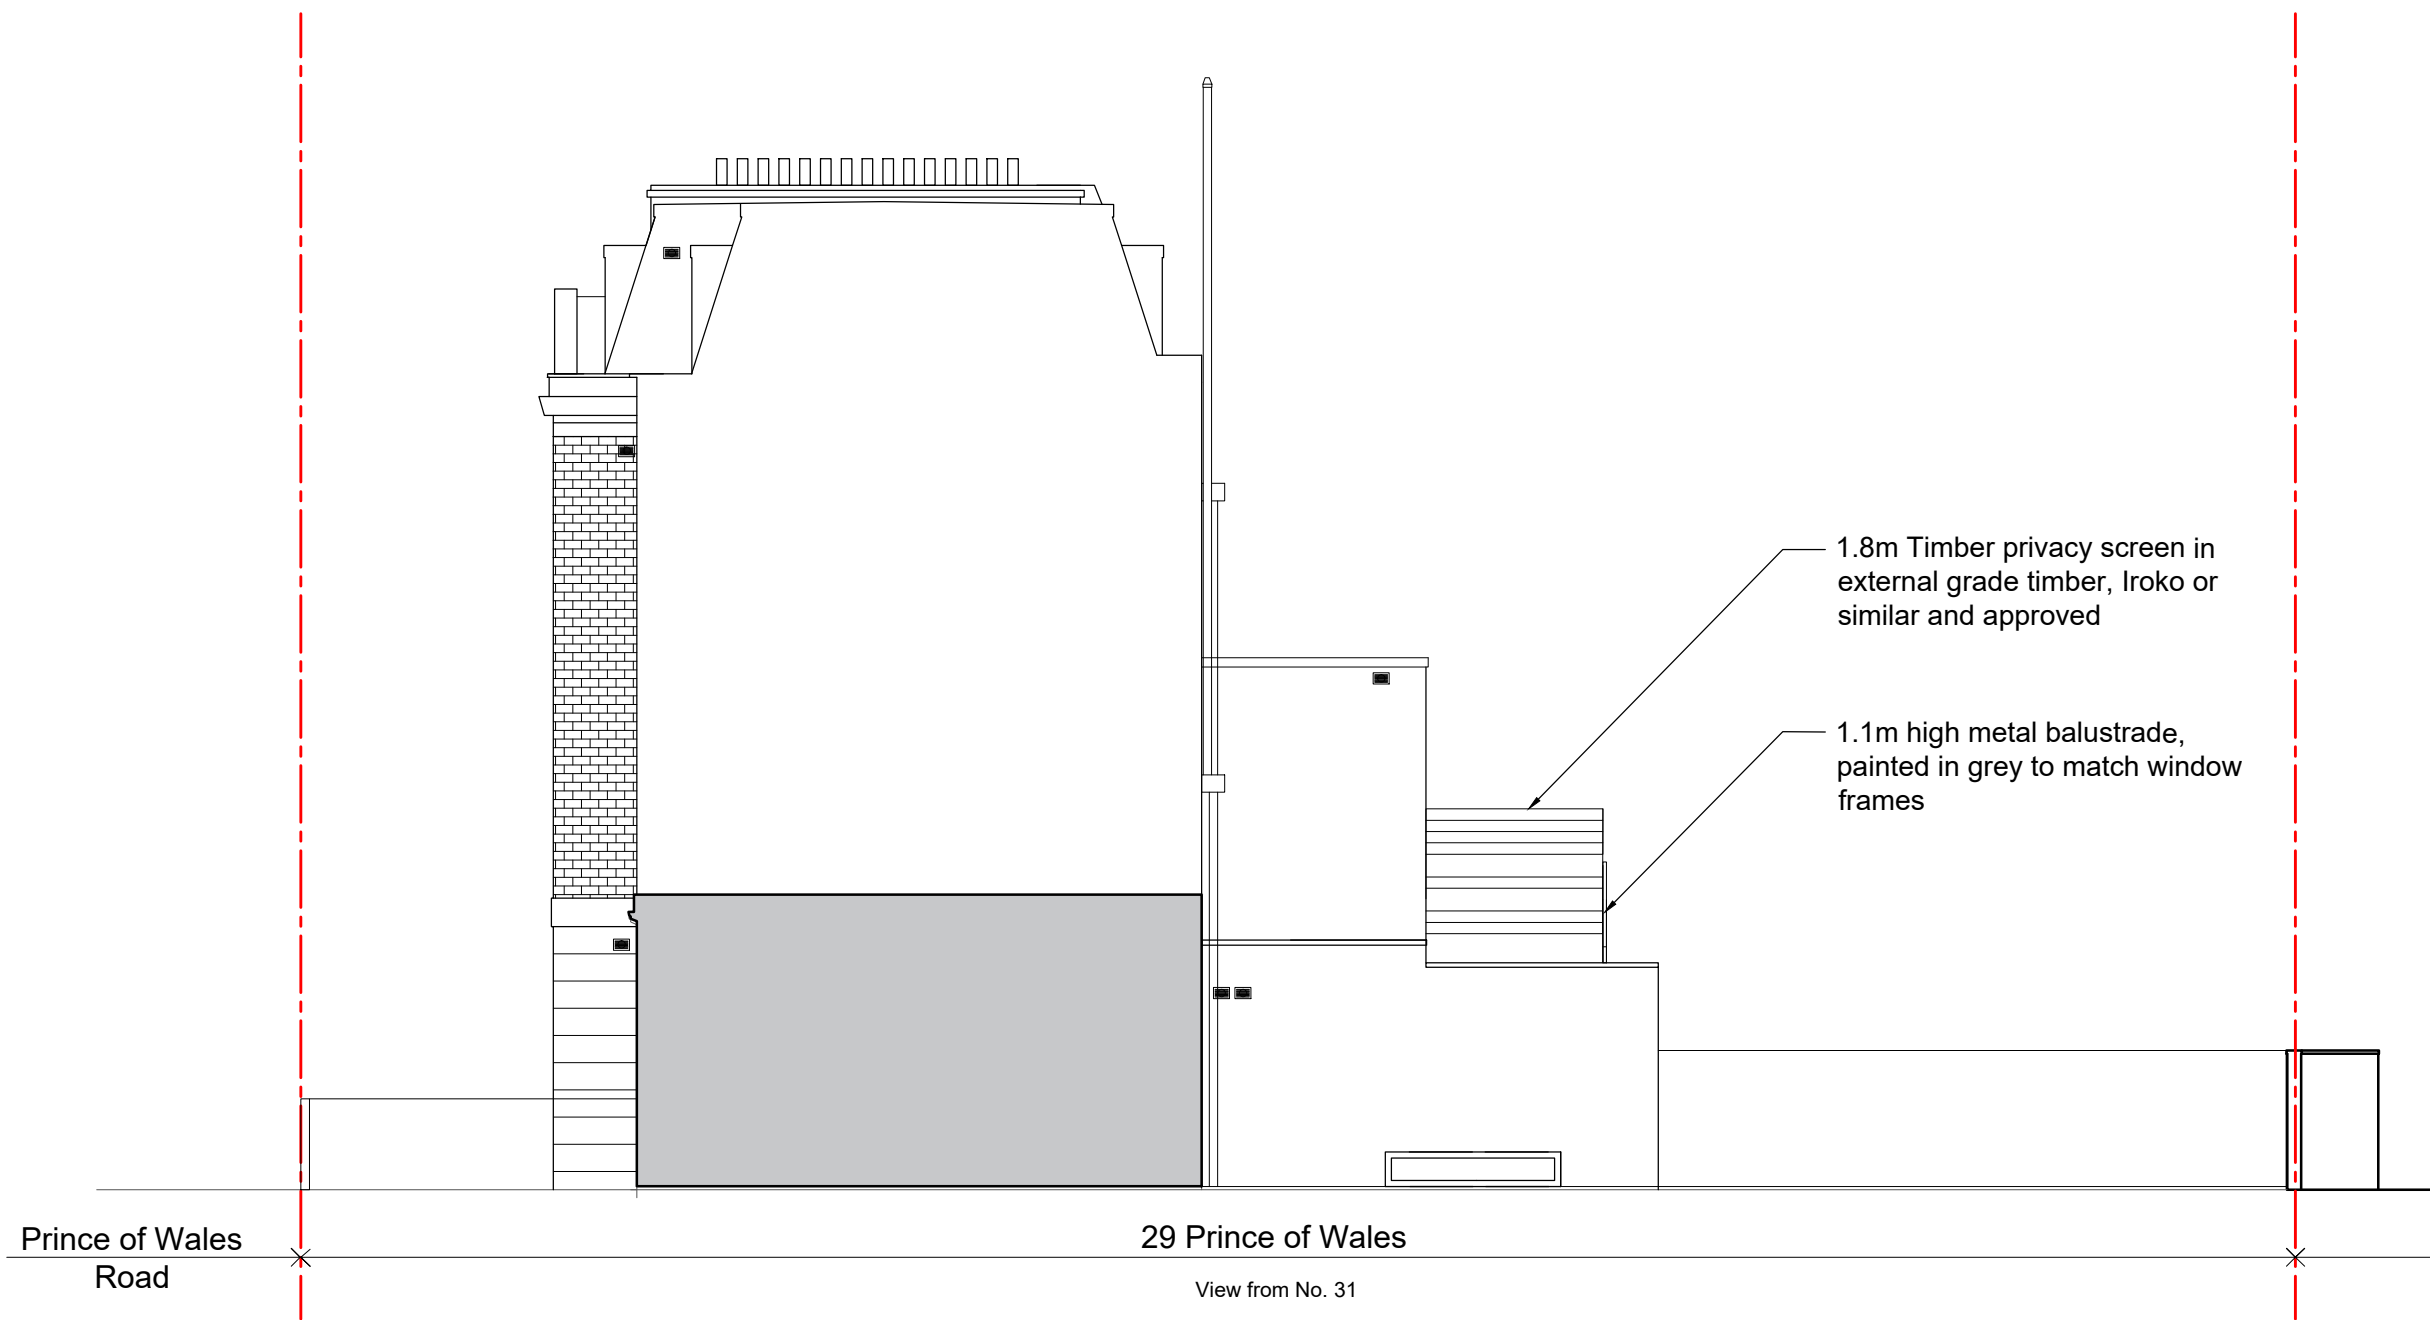 1.8m Timber privacy screen in
external grade timber, Iroko or
similar and approved
1.1m high metal balustrade,
painted in grey to match window
frames
Prince of Wales
Road
29 Prince of Wales
View from No. 31